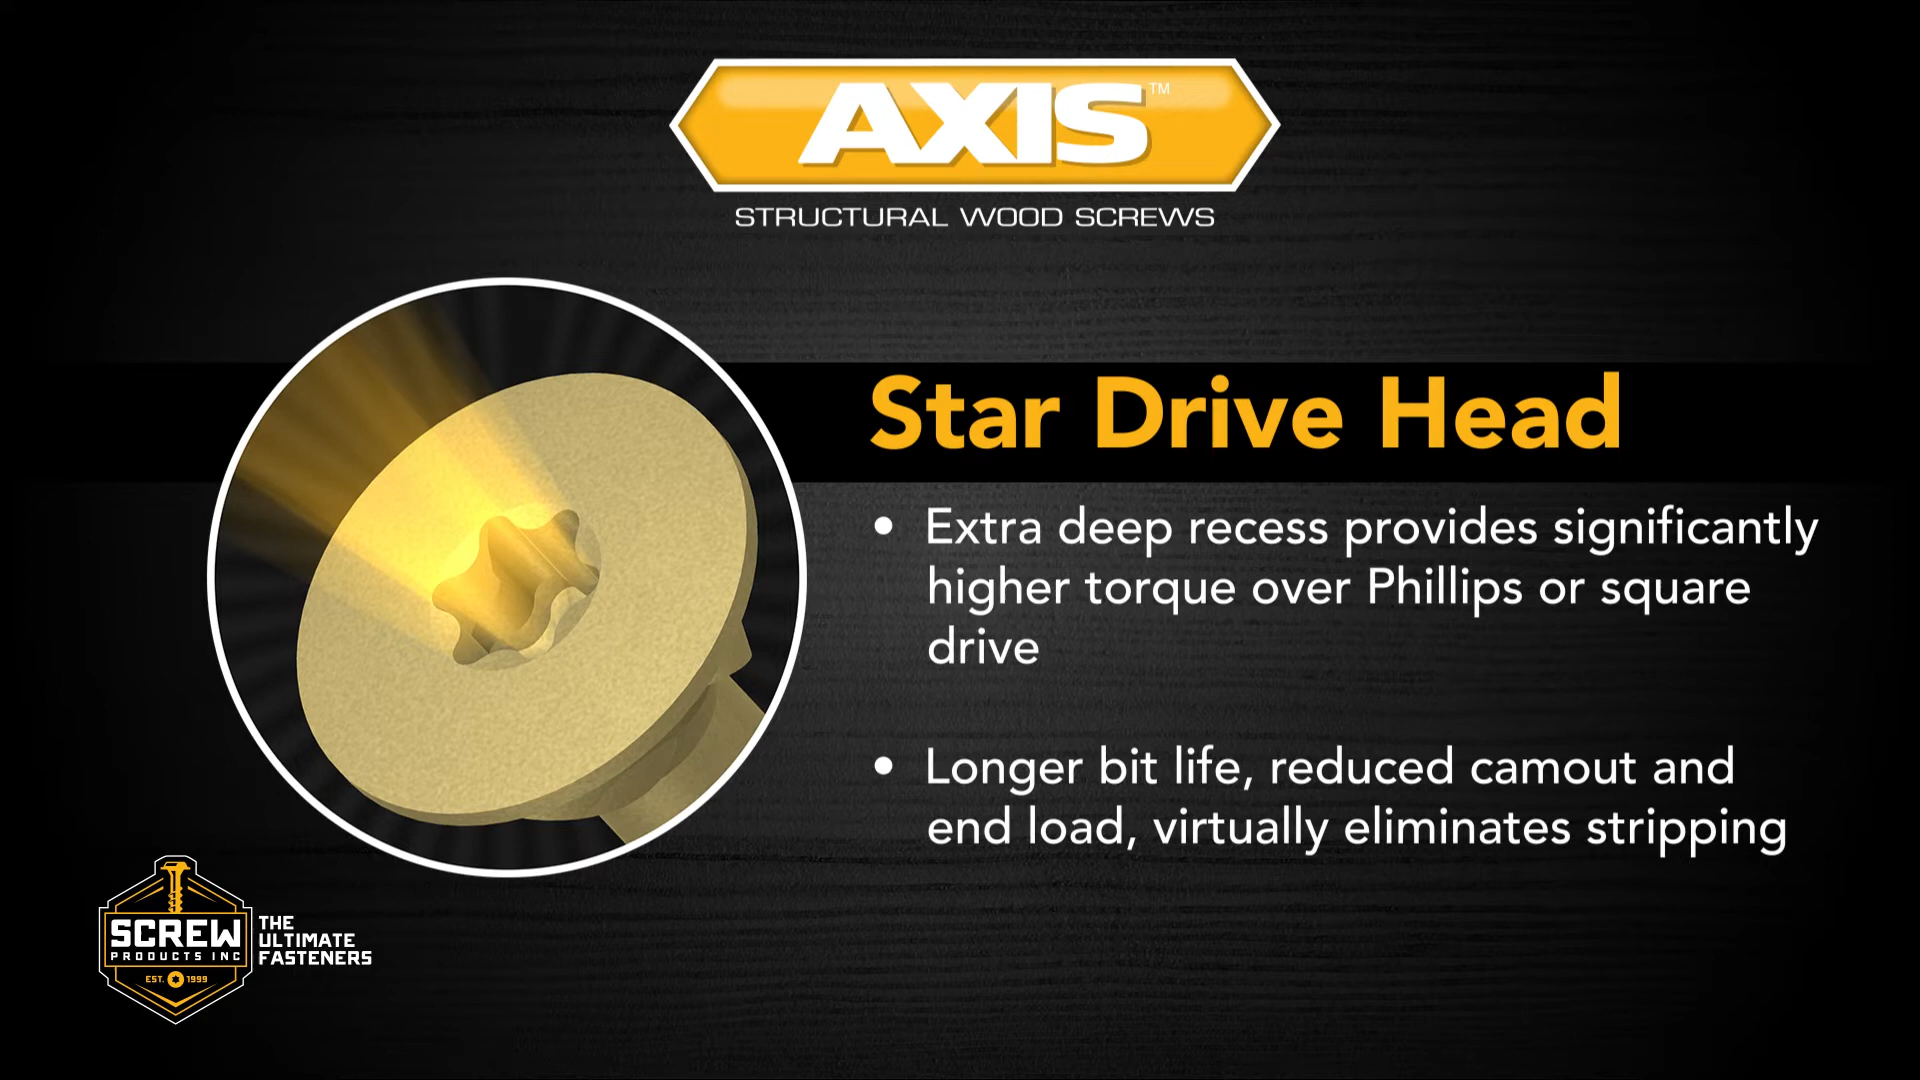 AXIS™
STRUCTURAL WOOD SCREWS
Star Drive Head
• Extra deep recess provides significantly
higher torque over Phillips or square
drive
• Longer bit life, reduced camout and
end load, virtually eliminates stripping
SCREW
PRODUCTS INC
EST. 1999
THE
ULTIMATE
FASTENERS